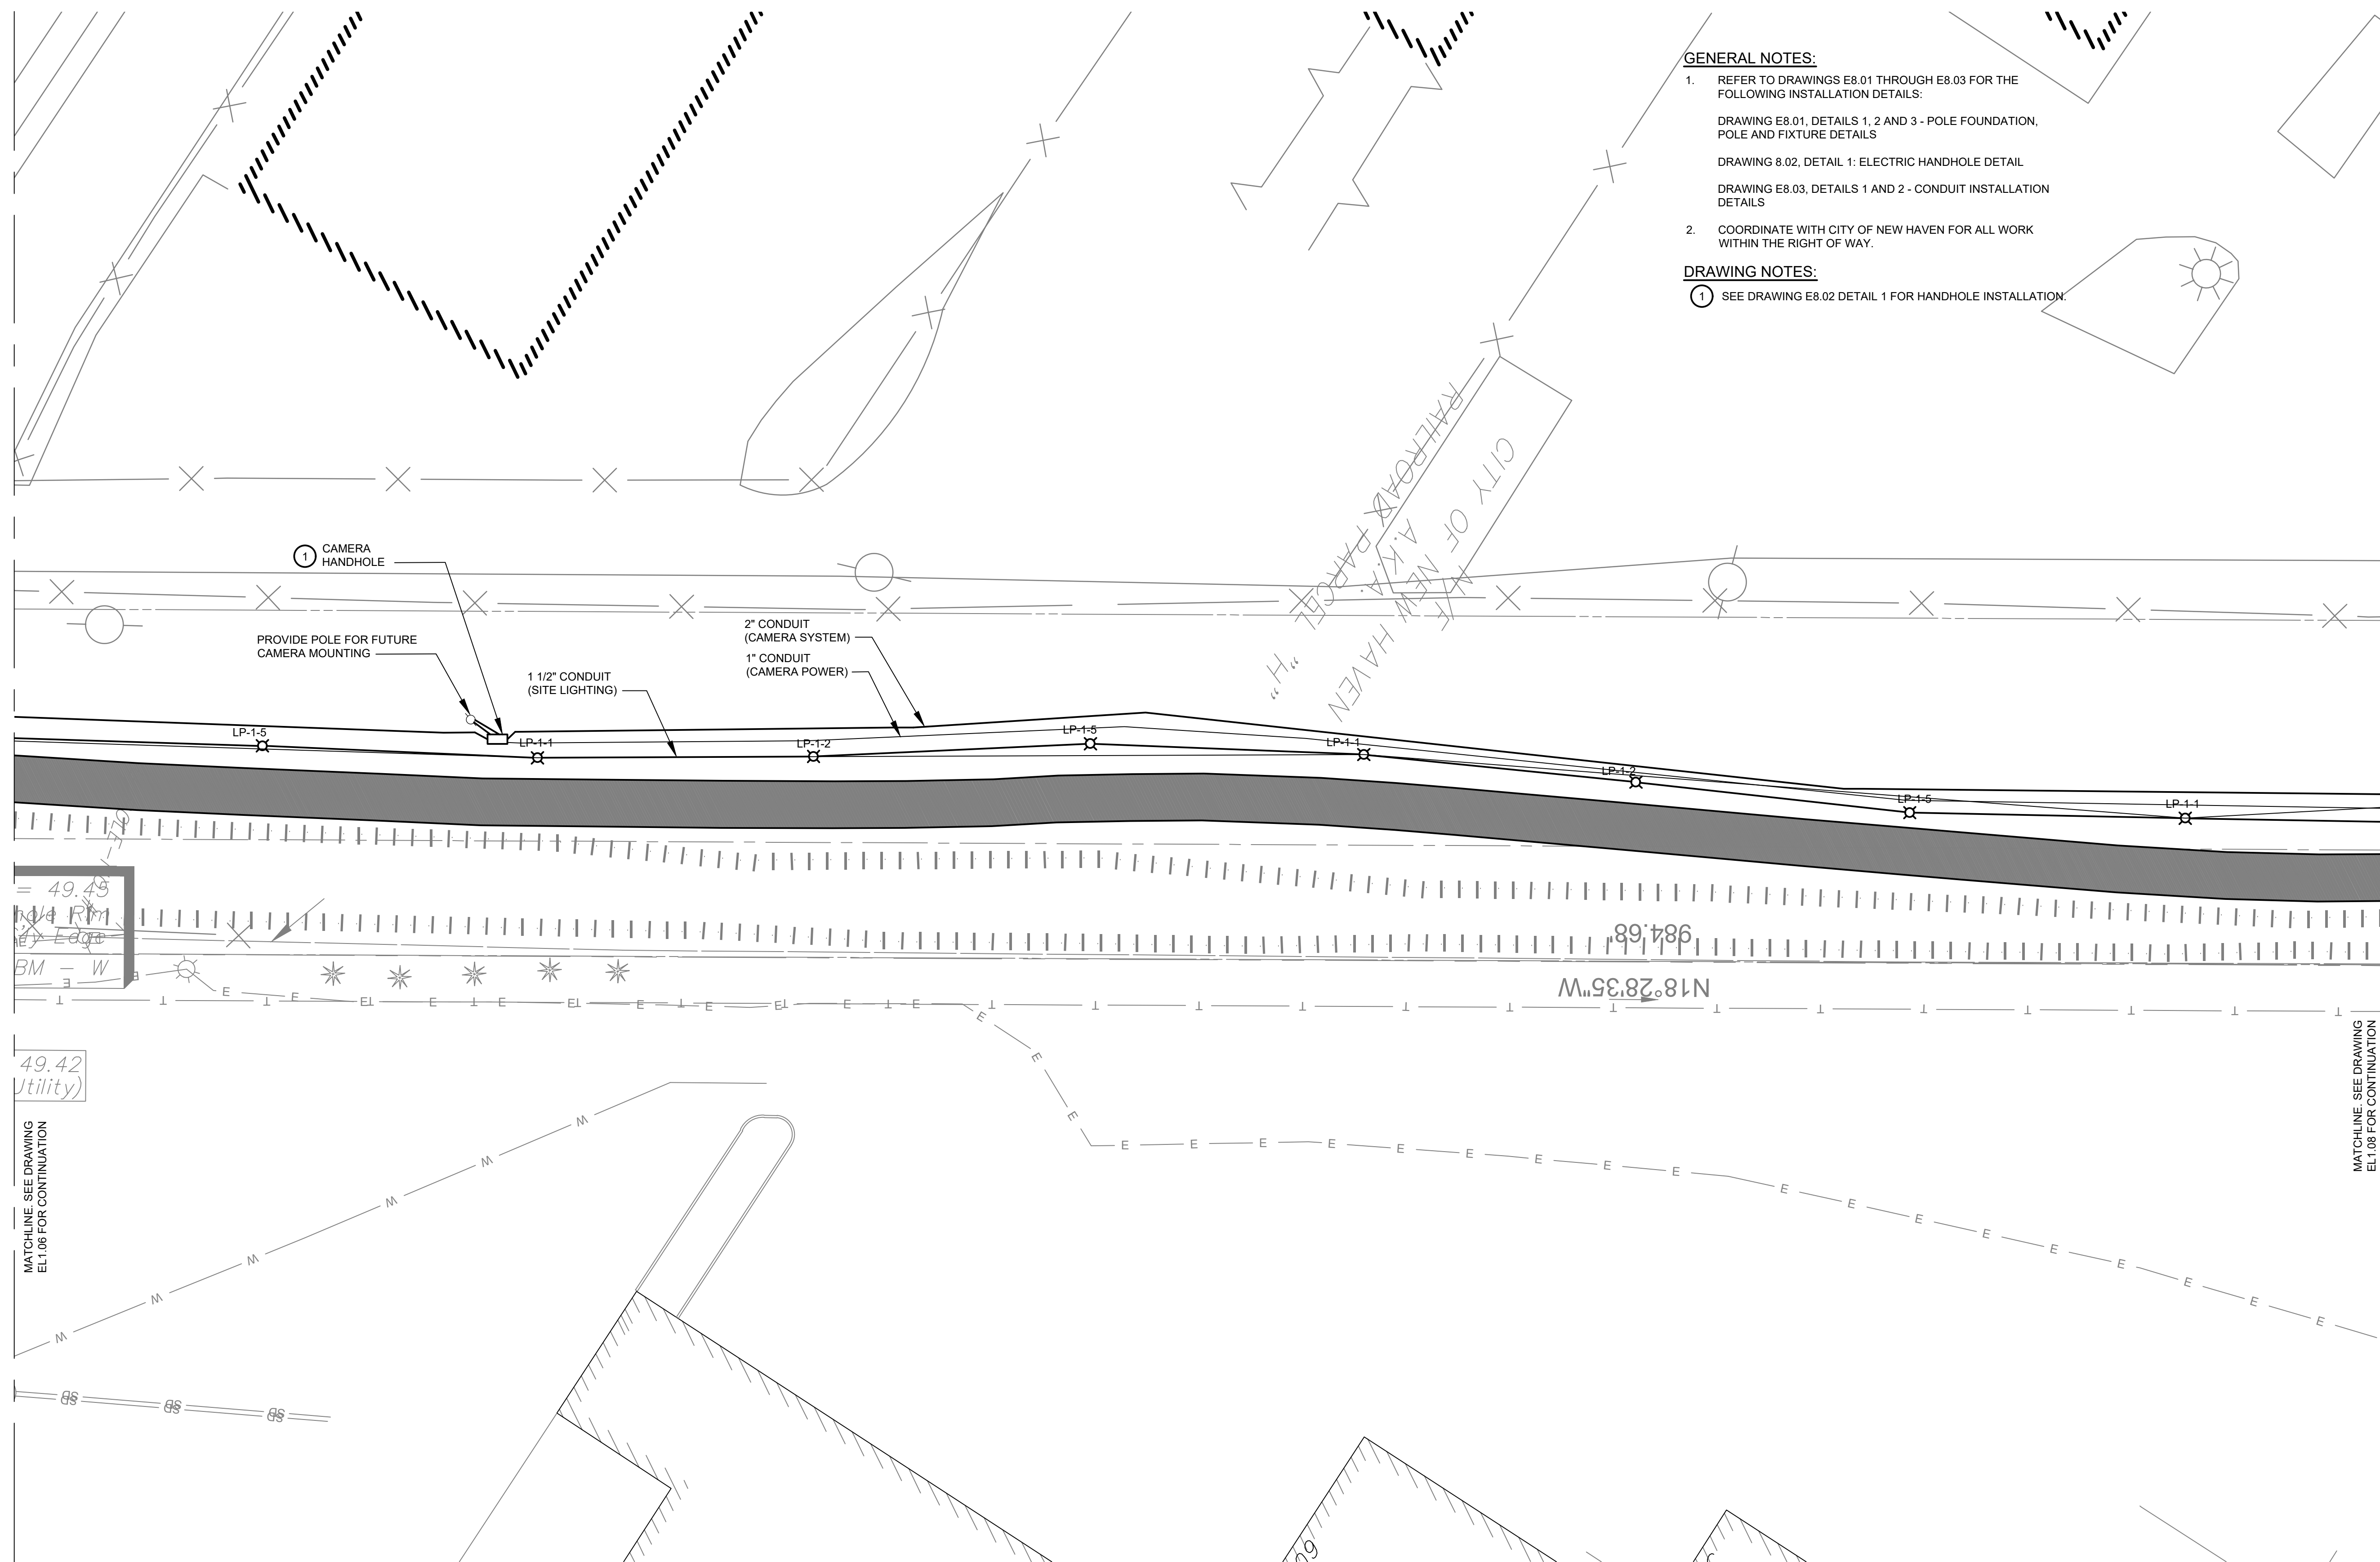 GENERAL NOTES:
1. REFER TO DRAWINGS E8.01 THROUGH E8.03 FOR THE
FOLLOWING INSTALLATION DETAILS:
DRAWING E8.01, DETAILS 1, 2 AND 3 - POLE FOUNDATION,
POLE AND FIXTURE DETAILS
DRAWING 8.02, DETAIL 1: ELECTRIC HANDHOLE DETAIL
DRAWING E8.03, DETAILS 1 AND 2 - CONDUIT INSTALLATION
DETAILS
2. COORDINATE WITH CITY OF NEW HAVEN FOR ALL WORK
WITHIN THE RIGHT OF WAY.
DRAWING NOTES:
1 SEE DRAWING E8.02 DETAIL 1 FOR HANDHOLE INSTALLATION.
RAILROAD PARCEL "H"
A.K.A.
CITY OF NEW HAVEN
1 CAMERA
HANDHOLE
PROVIDE POLE FOR FUTURE
CAMERA MOUNTING
1 1/2" CONDUIT
(SITE LIGHTING)
2" CONDUIT
(CAMERA SYSTEM)
1" CONDUIT
(CAMERA POWER)
LP-1-5
LP-1-1
LP-1-2
LP-1-5
LP-1-1
LP-1-2
LP-1-5
LP-1-1
= 49.45
Rim
Edge
BM - W
984.68'
N18°28'35"W
E E E E E E E E E E E
T T T T T T T T T T T T T T T T T T T T T T T
E E E
E E E E E E E E E E E E E E E E E E
49.42
Utility)
W W W W W W
SD SD SD
MATCHLINE. SEE DRAWING
EL1.06 FOR CONTINUATION
MATCHLINE. SEE DRAWING
EL1.08 FOR CONTINUATION